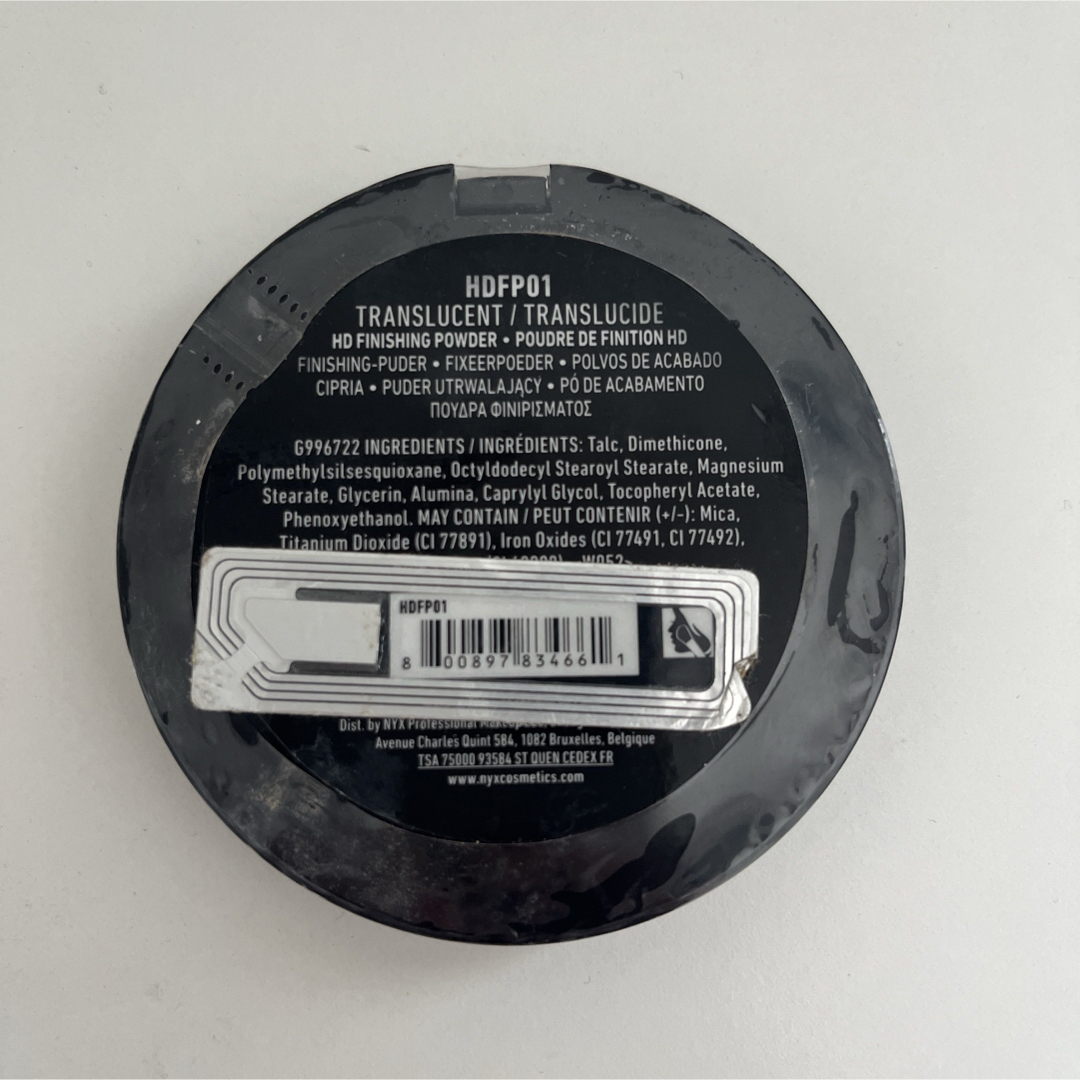 HDFP01
TRANSLUCENT / TRANSLUCIDE
HD FINISHING POWDER • POUDRE DE FINITION HD
FINISHING-PUDER • FIXEERPOEDER • POLVOS DE ACABADO
CIPRIA • PUDER UTRWALAJĄCY • PÓ DE ACABAMENTO
ΠΟΥΔΡΑ ΦΙΝΙΡΙΣΜΑΤΟΣ
G996722 INGREDIENTS / INGRÉDIENTS: Talc, Dimethicone,
Polymethylsilsesquioxane, Octyldodecyl Stearoyl Stearate, Magnesium
Stearate, Glycerin, Alumina, Caprylyl Glycol, Tocopheryl Acetate,
Phenoxyethanol. MAY CONTAIN / PEUT CONTENIR (+/-): Mica,
Titanium Dioxide (CI 77891), Iron Oxides (CI 77491, CI 77492),
HDFP01
8 00897 83466 1
Dist. by NYX Professional
Avenue Charles Quint 584, 1082 Bruxelles, Belgique
TSA 75000 93584 ST QUEN CEDEX FR
www.nyxcosmetics.com